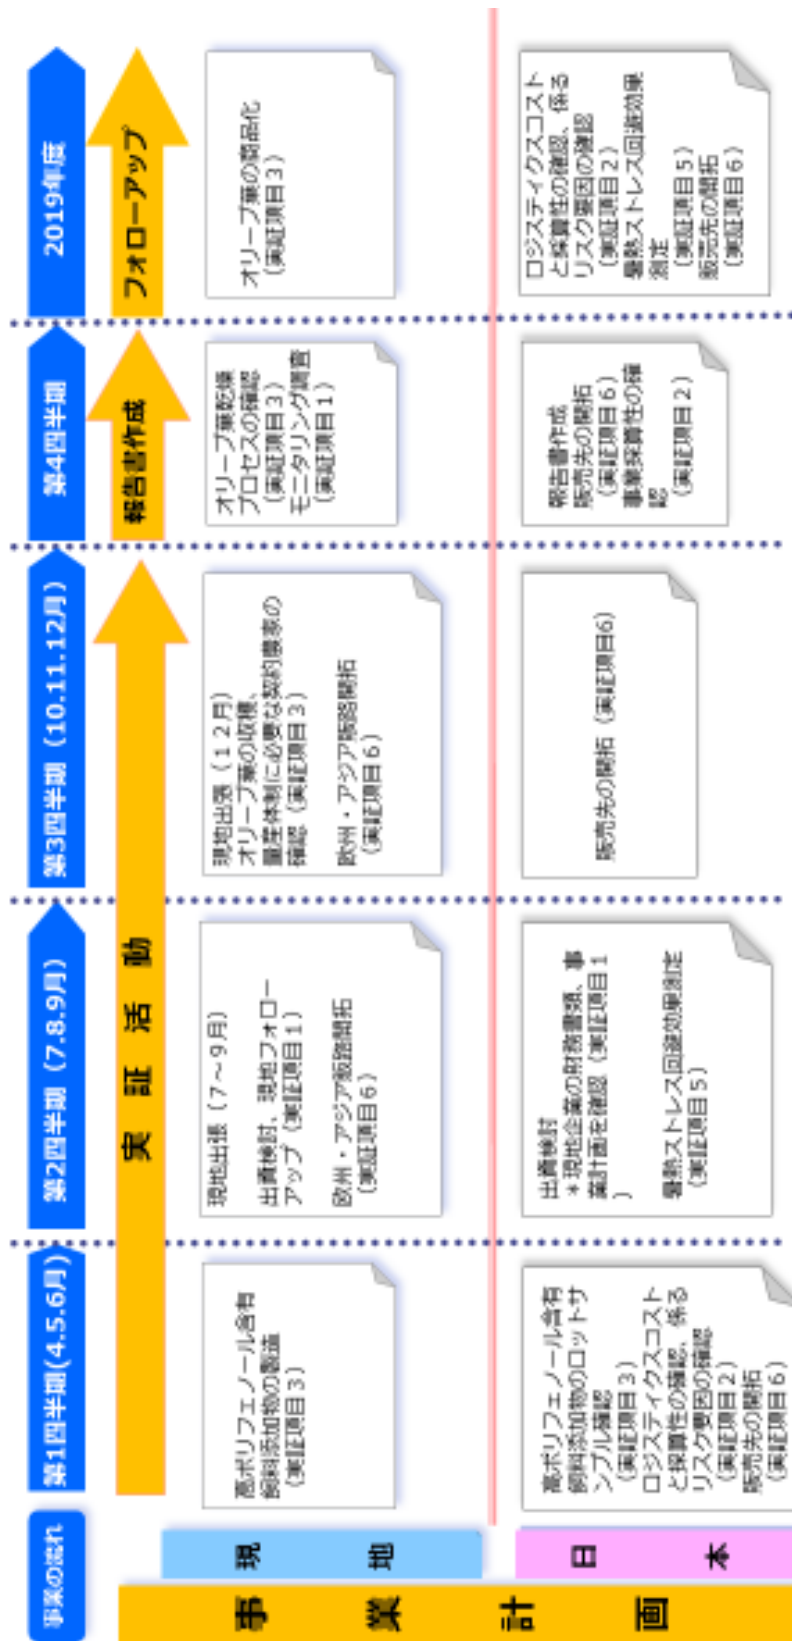 事業の流れ
第1四半期(4.5.6月)
第2四半期（7.8.9月）
第3四半期（10.11.12月）
第4四半期
2019年度
実 証 活 動
報告書作成
フォローアップ
事 業 計 画
現 地
高ポリフェノール含有
飼料添加物の製造
（実証項目３）
現地出張（７～９月）
出資検討、現地フォロー
アップ（実証項目１）
欧州・アジア販路開拓
（実証項目６）
現地出張（１２月）
オリーブ葉の収穫、
量産体制に必要な契約農家の
確認（実証項目３）
欧州・アジア販路開拓
（実証項目６）
オリーブ葉乾燥
プロセスの確認
（実証項目３）
モニタリング調査
（実証項目１）
オリーブ葉の商品化
（実証項目３）
日 本
高ポリフェノール含有
飼料添加物のロットサ
ンプル確認
（実証項目３）
ロジスティクスコスト
と採算性の確認、係る
リスク要因の確認
（実証項目２）
販売先の開拓
（実証項目６）
出資検討
＊現地企業の財務書類、事
業計画を確認（実証項目１
）
暑熱ストレス回避効果測定
（実証項目５）
販売先の開拓（実証項目6）
報告書作成
販売先の開拓
（実証項目６）
事業採算性の確
認
（実証項目２）
ロジスティクスコスト
と採算性の確認、係る
リスク要因の確認
（実証項目２）
暑熱ストレス回避効果
測定
（実証項目５）
販売先の開拓
（実証項目６）